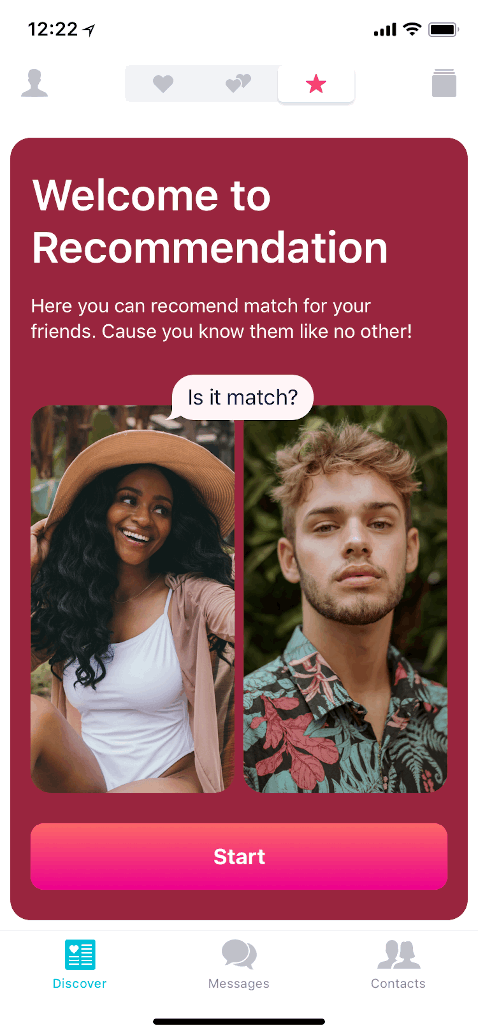 12:22
Welcome to
Recommendation
Here you can recomend match for your
friends. Cause you know them like no other!
Is it match?
Start
Discover Messages Contacts